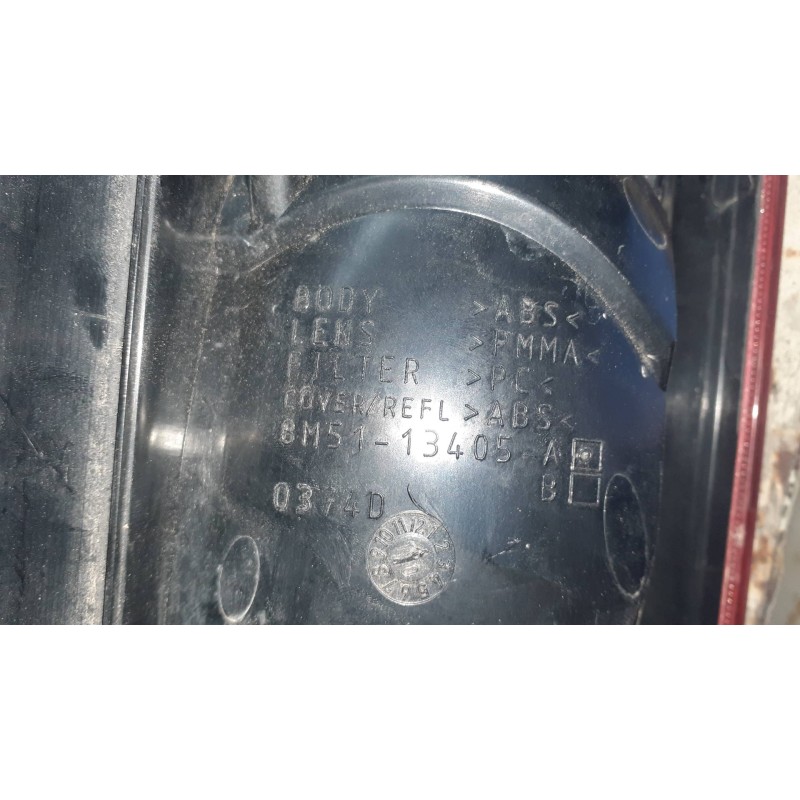 BODY >ABS<
LENS >PMMA<
FILTER >PC<
COVER/REFL >ABS<
8M51-13405-A
B
0374D